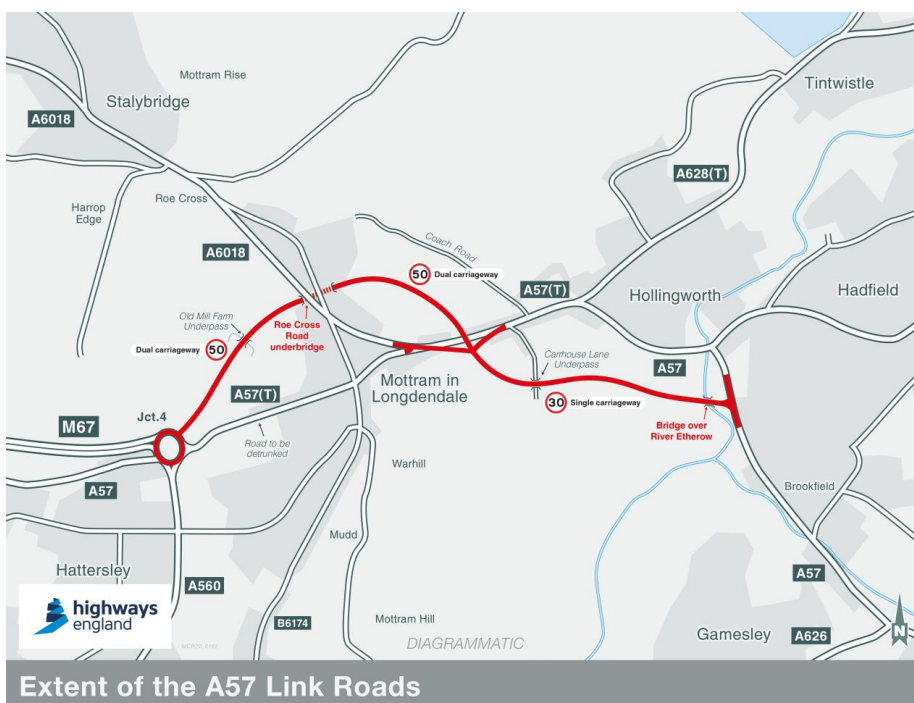 Mottram Rise
Stalybridge
Tintwistle
A6018
A628(T)
Harrop
Edge
Roe Cross
A6018
Coach Road
50 Dual carriageway
A57(T)
Hollingworth
Hadfield
Old Mill Farm
Underpass
Roe Cross
Road
underbridge
Dual carriageway 50
Carrhouse Lane
Underpass
A57
Mottram in
Longdendale
A57(T)
30 Single carriageway
Jct.4
M67
Road to be
detrunked
Bridge over
River Etherow
Warhill
A57
Brookfield
Mudd
Hattersley
A560
A57
highways
england
B6174
Mottram Hill
DIAGRAMMATIC
Gamesley
A626
N
Extent of the A57 Link Roads